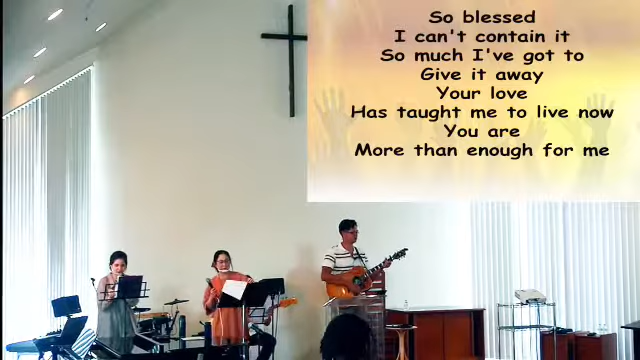 So blessed
I can't contain it
So much I've got to
Give it away
Your love
Has taught me to live now
You are
More than enough for me